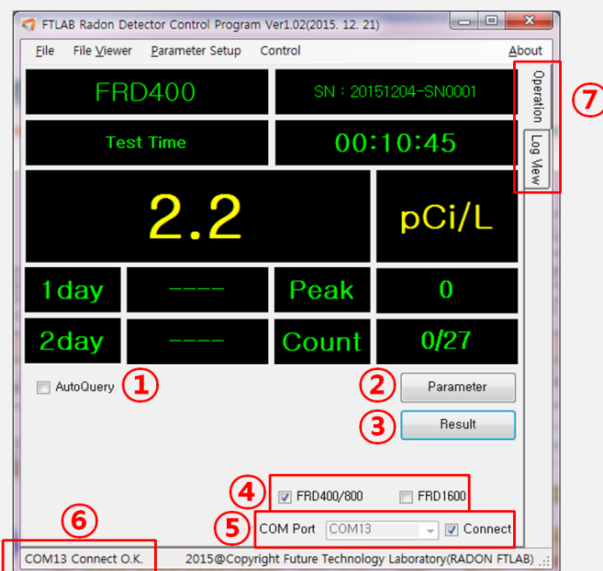 FTLAB Radon Detector Control Program Ver1.02(2015. 12. 21)
File File Viewer Parameter Setup Control About
FRD400 SN : 20151204-SN0001
Operation
⑦
Test Time 00:10:45
Log View
2.2 pCi/L
1day ---- Peak 0
2day ---- Count 0/27
AutoQuery ① ② Parameter
③ Result
④ FRD400/800 FRD1600
⑥ ⑤ COM Port COM13 Connect
COM13 Connect O.K. 2015@Copyright Future Technology Laboratory(RADON FTLAB)